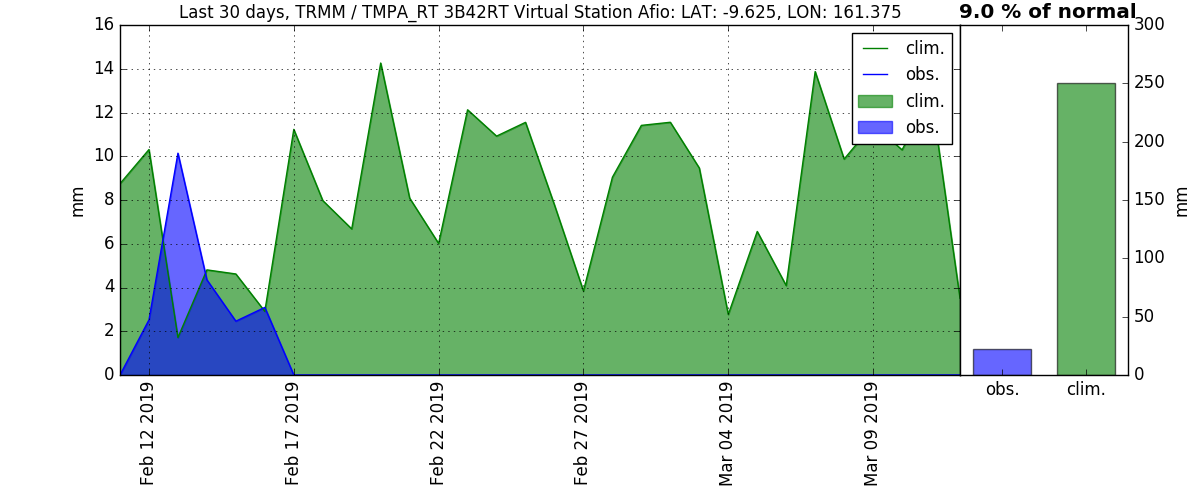 Last 30 days, TRMM / TMPA_RT 3B42RT Virtual Station Afio: LAT: -9.625, LON: 161.375
9.0 % of normal
16
14
12
10
8
6
4
2
0
mm
clim.
obs.
clim.
obs.
300
250
200
150
100
50
0
mm
Feb 12 2019
Feb 17 2019
Feb 22 2019
Feb 27 2019
Mar 04 2019
Mar 09 2019
obs.
clim.